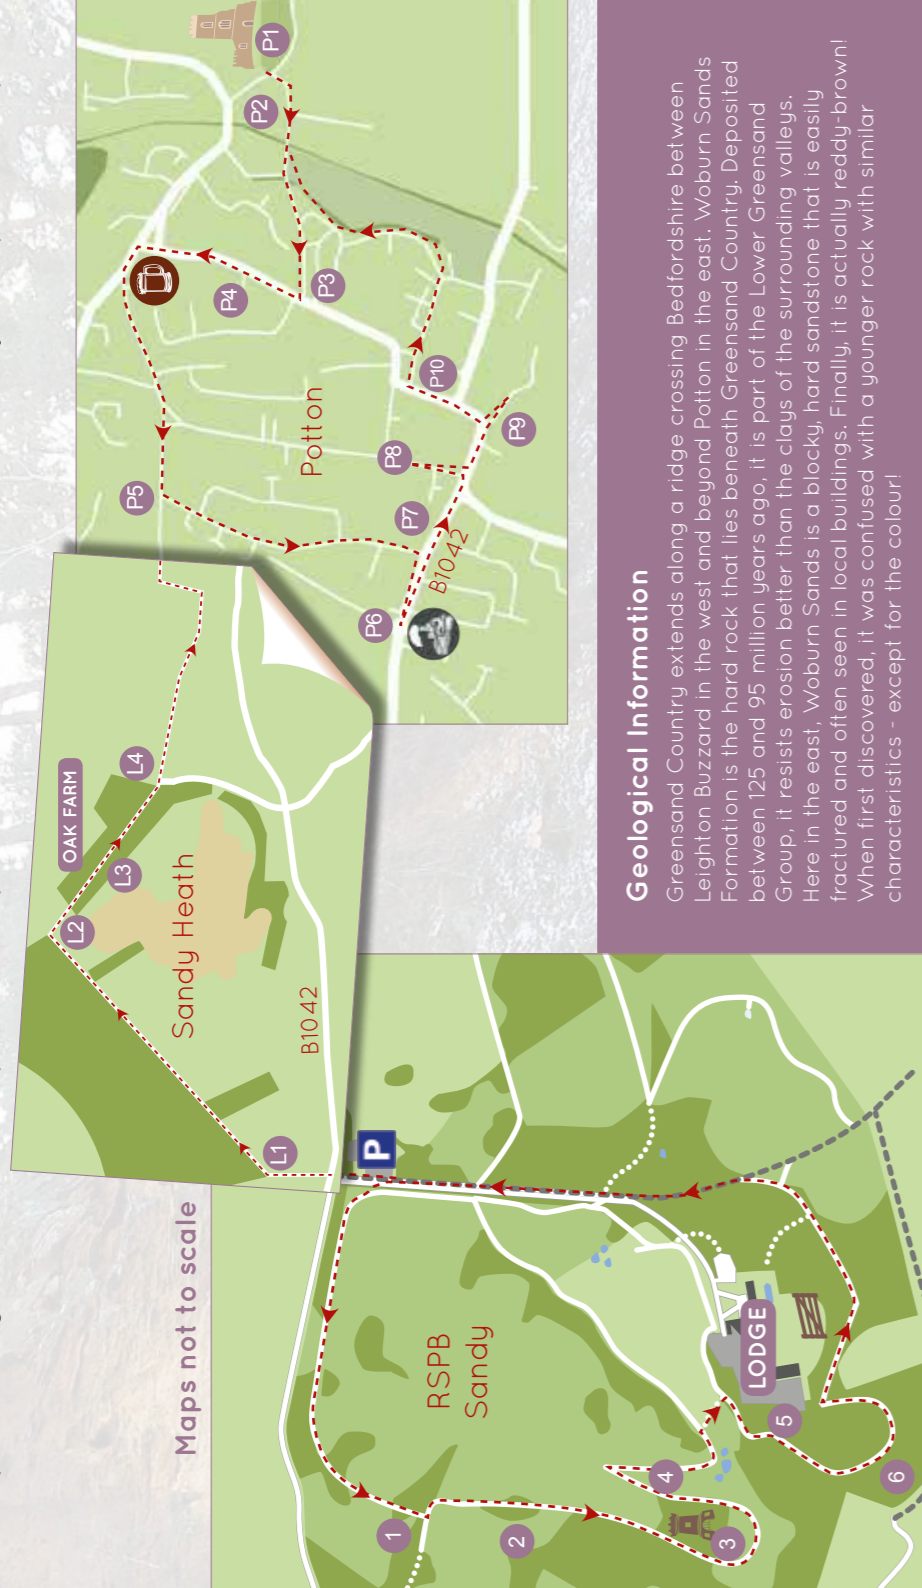 Maps not to scale
P
RSPB
Sandy
LODGE
1
2
3
4
5
6
OAK FARM
Sandy Heath
B1042
L1
L2
L3
L4
Potton
B1042
P1
P2
P3
P4
P5
P6
P7
P8
P9
P10
Geological Information
Greensand Country extends along a ridge crossing Bedfordshire between
Leighton Buzzard in the west and beyond Potton in the east. Woburn Sands
Formation is the hard rock that lies beneath Greensand Country. Deposited
between 125 and 95 million years ago, it is part of the Lower Greensand
Group, it resists erosion better than the clays of the surrounding valleys.
Here in the east, Woburn Sands is a blocky, hard sandstone that is easily
fractured and often seen in local buildings. Finally, it is actually reddy-brown!
When first discovered, it was confused with a younger rock with similar
characteristics - except for the colour!